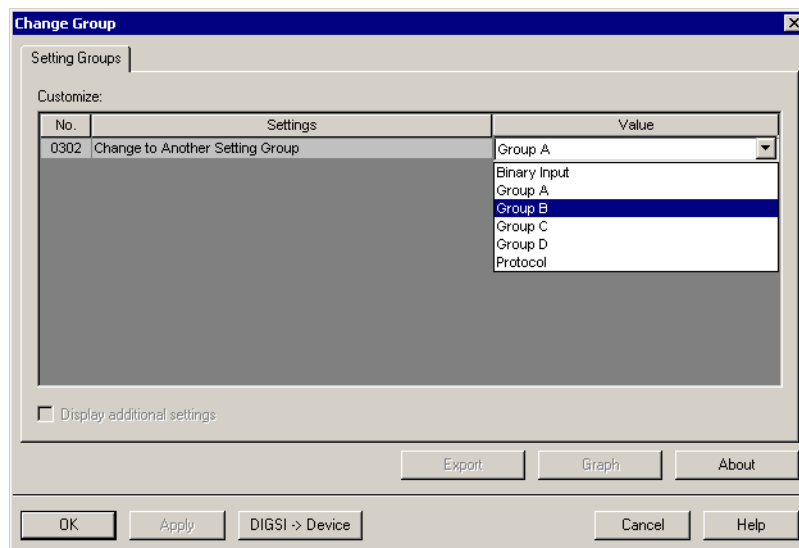 Change Group
Setting Groups
Customize:
No. Settings Value
0302 Change to Another Setting Group Group A
Binary Input
Group A
Group B
Group C
Group D
Protocol
Display additional settings
Export Graph About
OK Apply DIGSI -> Device Cancel Help